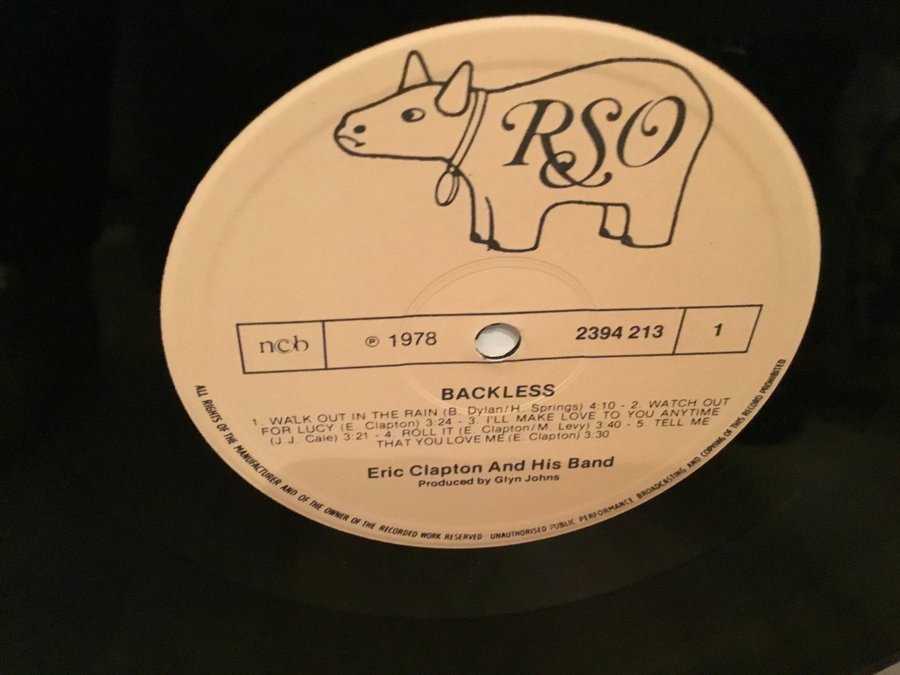 RSO
ncb ℗ 1978 2394 213 1
BACKLESS
1. WALK OUT IN THE RAIN (B. Dylan/H. Springs) 4:10 - 2. WATCH OUT
FOR LUCY (E. Clapton) 3:24 - 3. I'LL MAKE LOVE TO YOU ANYTIME
(J. J. Cale) 3:21 - 4. ROLL IT (E. Clapton/M. Levy) 3:40 - 5. TELL ME
THAT YOU LOVE ME (E. Clapton) 3:30
Eric Clapton And His Band
Produced by Glyn Johns
ALL RIGHTS OF THE MANUFACTURER AND OF THE OWNER OF THE RECORDED WORK RESERVED · UNAUTHORISED PUBLIC PERFORMANCE BROADCASTING AND COPYING OF THIS RECORD PROHIBITED